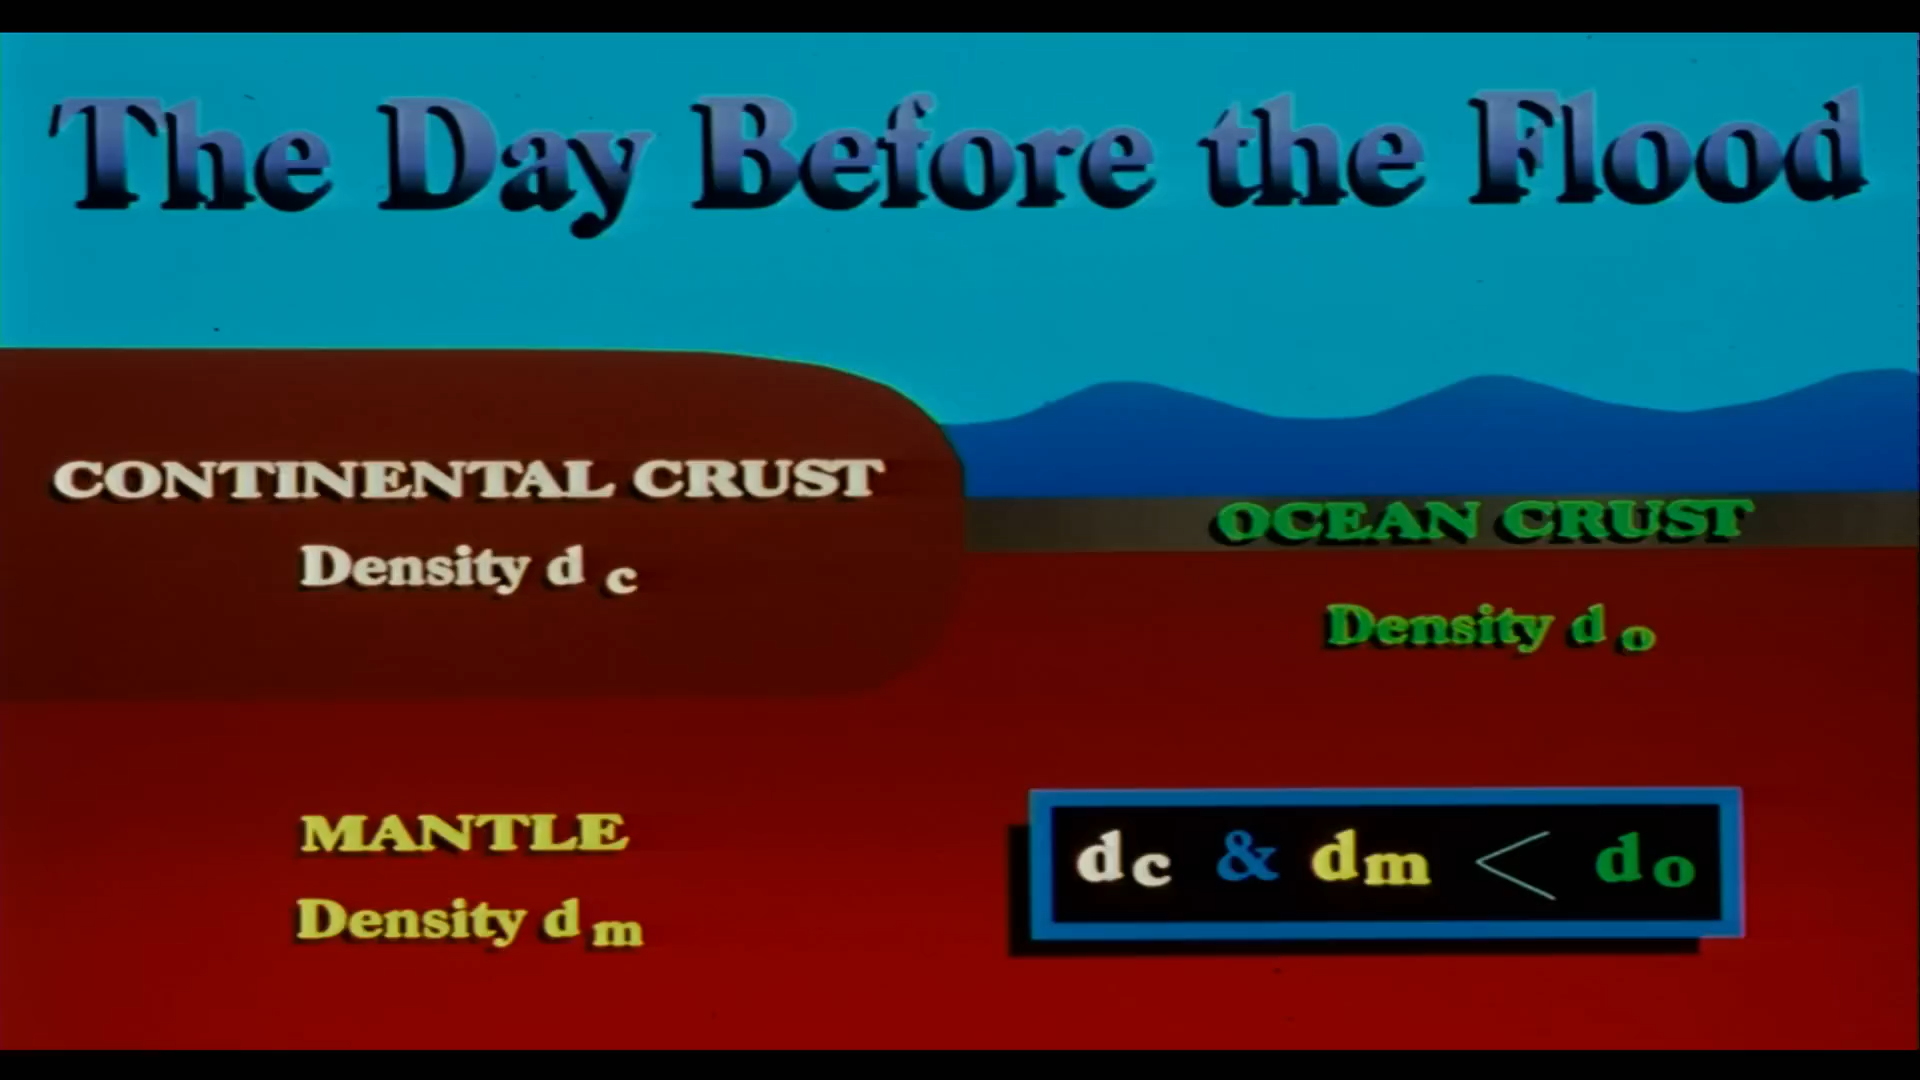 The Day Before the Flood
CONTINENTAL CRUST
Density d c
OCEAN CRUST
Density d o
MANTLE
Density d m
dc & dm < do